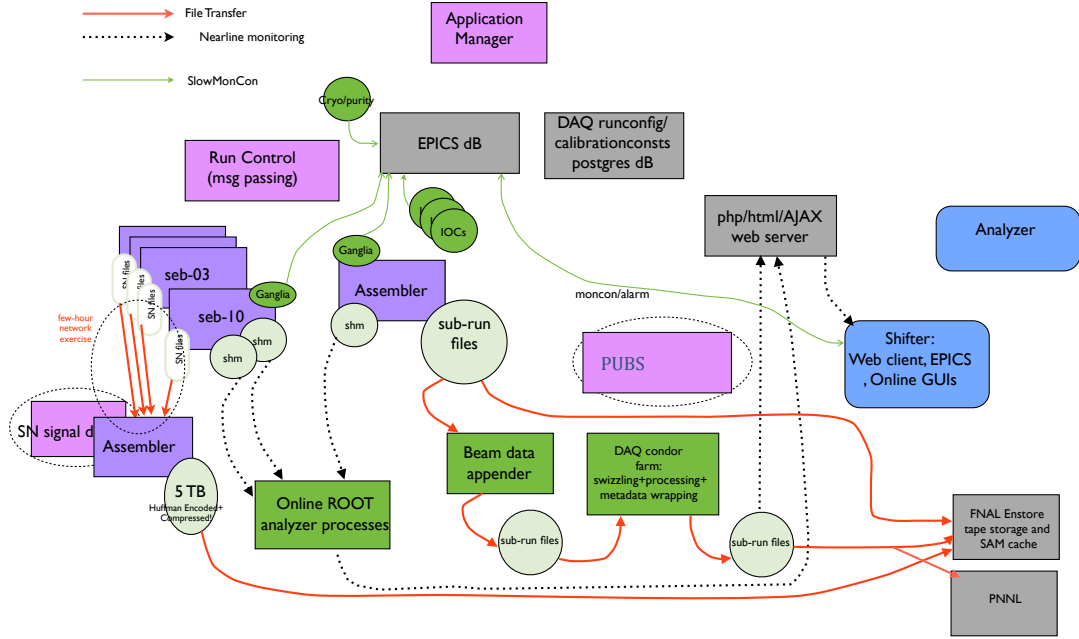 File Transfer
Nearline monitoring
SlowMonCon
Application
Manager
Cryo/purity
EPICS dB
DAQ runconfig/
calibrationconsts
postgres dB
Run Control
(msg passing)
IOCs
php/html/AJAX
web server
Analyzer
seb-03
SN files
SN files
SN files
Ganglia
Ganglia
Assembler
seb-10
moncon/alarm
few-hour
network
exercise
shm
shm
shm
sub-run
files
PUBS
Shifter:
Web client, EPICS
, Online GUIs
SN signal d
Assembler
Beam data
appender
DAQ condor
farm:
swizzling+processing+
metadata wrapping
5 TB
Huffman Encoded+
Compressed!
Online ROOT
analyzer processes
sub-run files
sub-run files
FNAL Enstore
tape storage and
SAM cache
PNNL